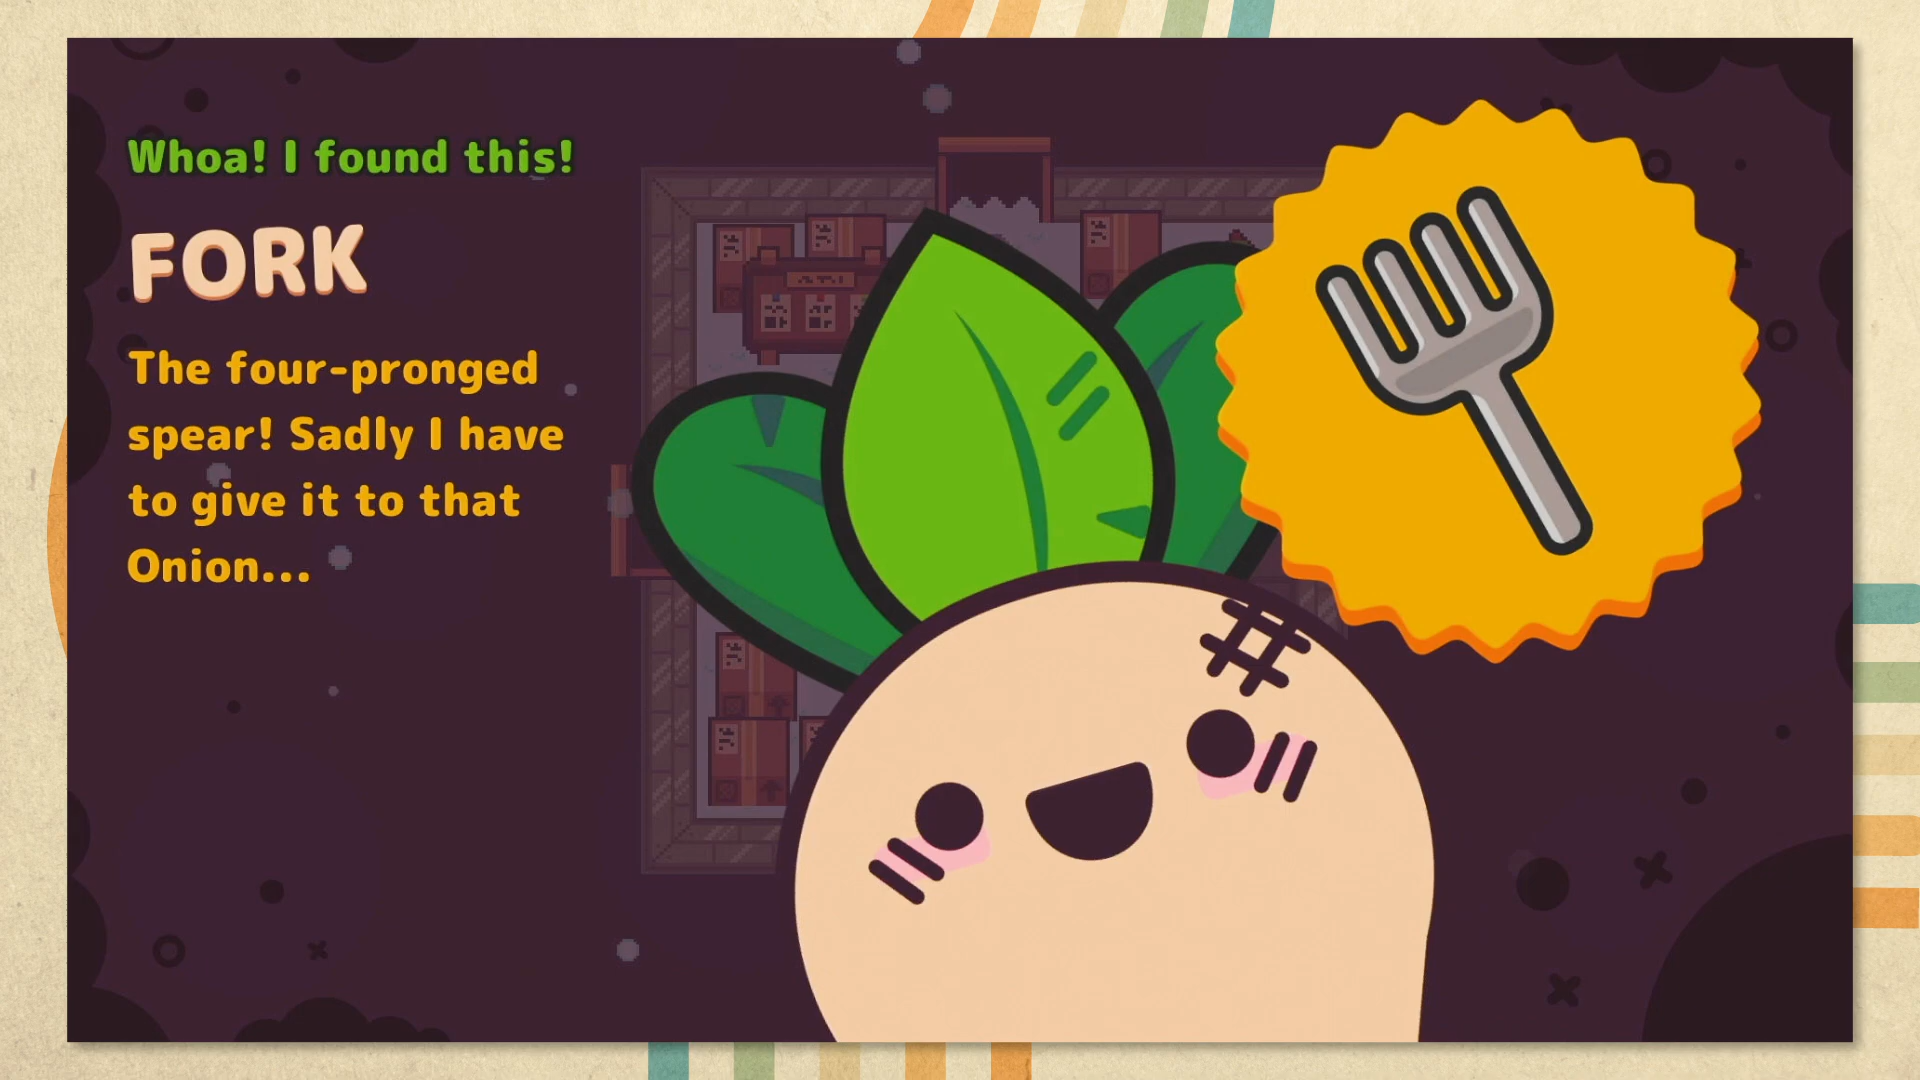 Whoa! I found this!
FORK
The four-pronged
spear! Sadly I have
to give it to that
Onion...